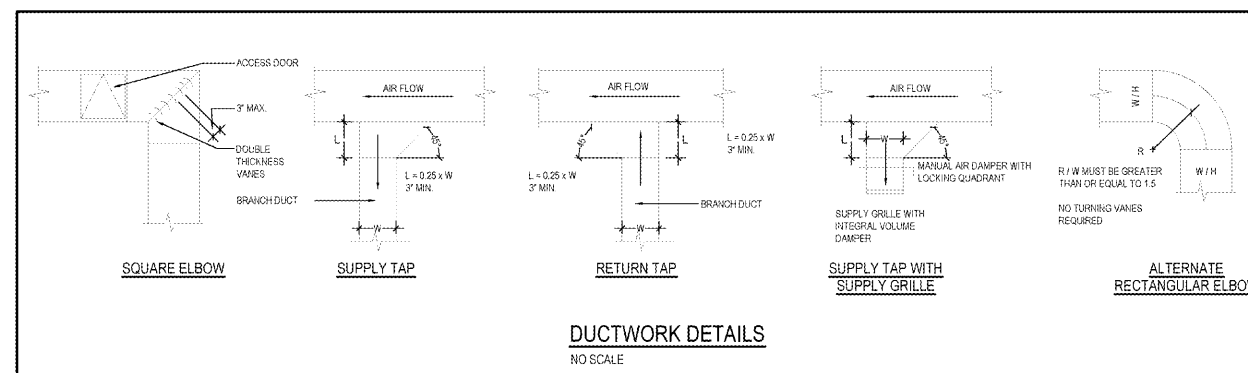 ACCESS DOOR
3" MAX.
DOUBLE
THICKNESS
VANES
SQUARE ELBOW
AIR FLOW
L
45°
L = 0.25 x W
3" MIN.
BRANCH DUCT
W
SUPPLY TAP
AIR FLOW
45°
L
L = 0.25 x W
3" MIN.
L = 0.25 x W
3" MIN
BRANCH DUCT
W
RETURN TAP
AIR FLOW
L
W
45°
MANUAL AIR DAMPER WITH
LOCKING QUADRANT
SUPPLY GRILLE WITH
INTEGRAL VOLUME
DAMPER
SUPPLY TAP WITH
SUPPLY GRILLE
W / H
R
W / H
R / W MUST BE GREATER
THAN OR EQUAL TO 1.5
NO TURNING VANES
REQUIRED
ALTERNATE
RECTANGULAR ELBOW
DUCTWORK DETAILS
NO SCALE